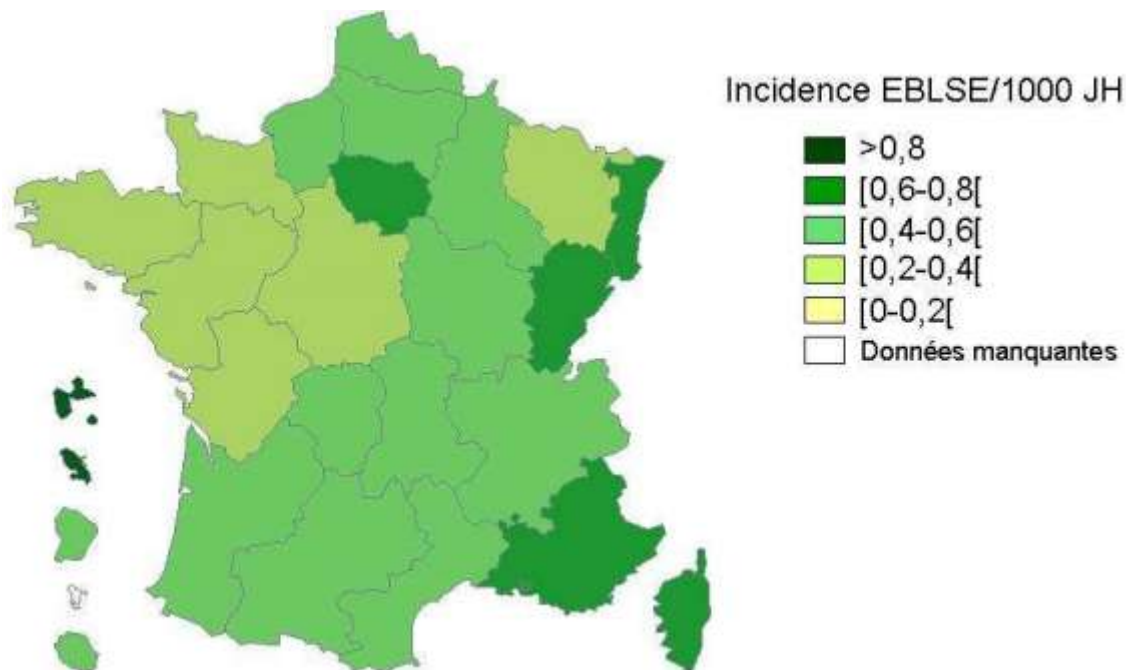 Incidence EBLSE/1000 JH
>0,8
[0,6-0,8[
[0,4-0,6[
[0,2-0,4[
[0-0,2[
Données manquantes